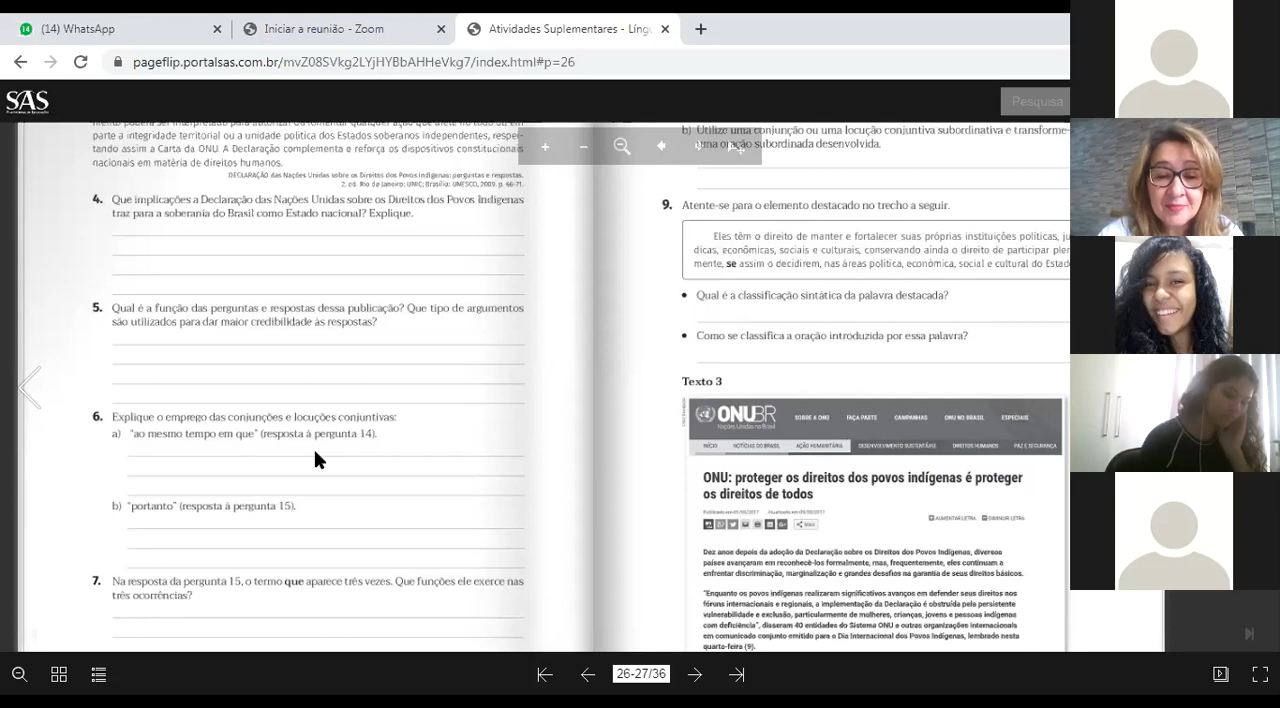 (14) WhatsApp
Iniciar a reunião - Zoom
Atividades Suplementares - Líng
pageflip.portalsas.com.br/mvZ08SVkg2LYjHYBbAHHeVkg7/index.html#p=26
SAS
Pesquisa
parte a integridade territorial ou a unidade política dos Estados soberanos independentes, respei-
tando assim a Carta da ONU. A Declaração complementa e reforça os dispositivos constitucionais
nacionais em matéria de direitos humanos.
DECLARAÇÃO das Nações Unidas sobre os Direitos dos Povos Indígenas: perguntas e respostas.
2. ed. Rio de Janeiro: UNIC; Brasília: UNESCO, 2009. p. 66-71.
4. Que implicações a Declaração das Nações Unidas sobre os Direitos dos Povos Indígenas
traz para a soberania do Brasil como Estado nacional? Explique.
5. Qual é a função das perguntas e respostas dessa publicação? Que tipo de argumentos
são utilizados para dar maior credibilidade às respostas?
6. Explique o emprego das conjunções e locuções conjuntivas:
a) "ao mesmo tempo em que" (resposta à pergunta 14).
b) "portanto" (resposta à pergunta 15).
7. Na resposta da pergunta 15, o termo que aparece três vezes. Que funções ele exerce nas
três ocorrências?
b) Utilize uma conjunção ou uma locução conjuntiva subordinativa e transforme-
uma oração subordinada desenvolvida.
9. Atente-se para o elemento destacado no trecho a seguir.
Eles têm o direito de manter e fortalecer suas próprias instituições políticas, ju
dicas, econômicas, sociais e culturais, conservando ainda o direito de participar plen
mente, se assim o decidirem, nas áreas política, econômica, social e cultural do Estado
• Qual é a classificação sintática da palavra destacada?
• Como se classifica a oração introduzida por essa palavra?
Texto 3
ONUBR
Nações Unidas no Brasil
SOBRE A ONU FAÇA PARTE CAMPANHAS ONU NO BRASIL ESPECIAIS
INÍCIO NOTÍCIAS DO BRASIL AÇÃO HUMANITÁRIA DESENVOLVIMENTO SUSTENTÁVEL DIREITOS HUMANOS PAZ E SEGURANÇA
ONU: proteger os direitos dos povos indígenas é proteger
os direitos de todos
AUMENTAR LETRA DIMINUIR LETRA
Mais
Dez anos depois da adoção da Declaração sobre os Direitos dos Povos Indígenas, diversos
países avançaram em reconhecê-los formalmente, mas, frequentemente, eles continuam a
enfrentar discriminação, marginalização e grandes desafios na garantia de seus direitos básicos.
"Enquanto os povos indígenas realizaram significativos avanços em defender seus direitos nos
fóruns internacionais e regionais, a implementação da Declaração é obstruída pela persistente
vulnerabilidade e exclusão, particularmente de mulheres, crianças, jovens e pessoas indígenas
com deficiência", disseram 40 entidades do Sistema ONU e outras organizações internacionais
em comunicado conjunto emitido para o Dia Internacional dos Povos Indígenas, lembrado nesta
quarta-feira (9).
26-27/36